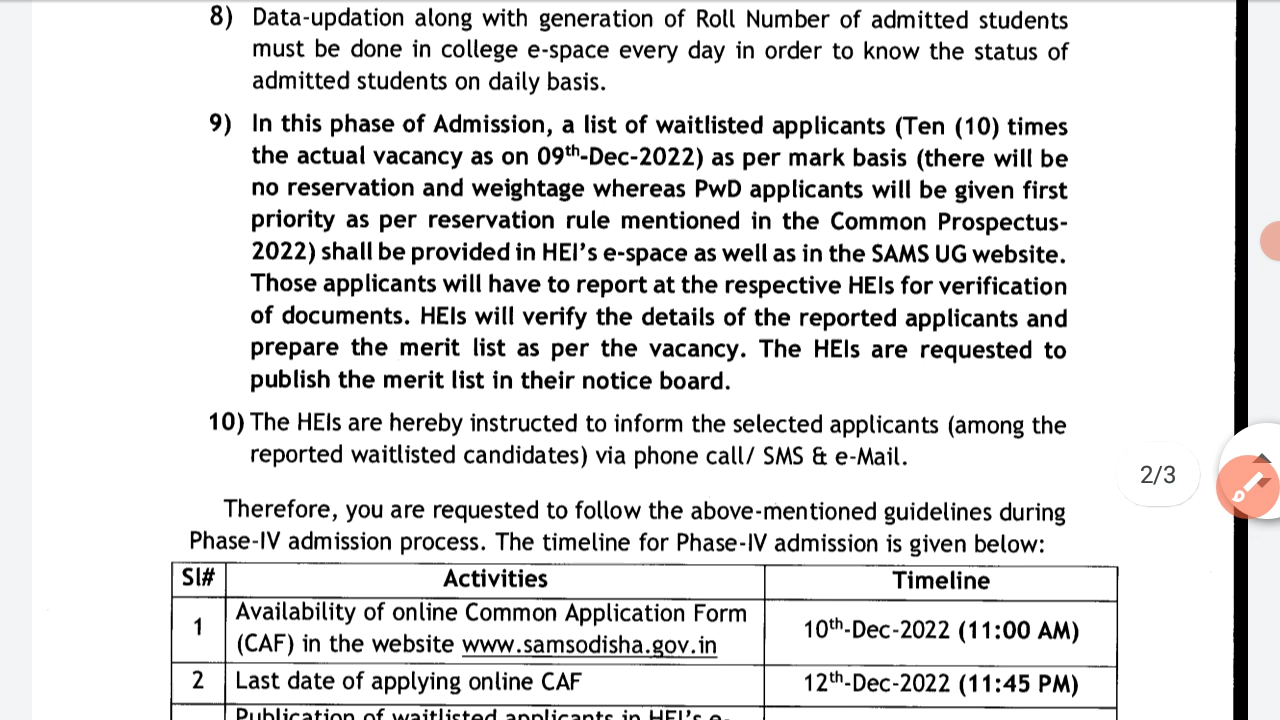 8) Data-updation along with generation of Roll Number of admitted students
must be done in college e-space every day in order to know the status of
admitted students on daily basis.
9) In this phase of Admission, a list of waitlisted applicants (Ten (10) times
the actual vacancy as on 09th-Dec-2022) as per mark basis (there will be
no reservation and weightage whereas PwD applicants will be given first
priority as per reservation rule mentioned in the Common Prospectus-
2022) shall be provided in HEI's e-space as well as in the SAMS UG website.
Those applicants will have to report at the respective HEIs for verification
of documents. HEIs will verify the details of the reported applicants and
prepare the merit list as per the vacancy. The HEIs are requested to
publish the merit list in their notice board.
10) The HEIs are hereby instructed to inform the selected applicants (among the
reported waitlisted candidates) via phone call/ SMS & e-Mail.
2/3
Therefore, you are requested to follow the above-mentioned guidelines during
Phase-IV admission process. The timeline for Phase-IV admission is given below:
Sl# Activities Timeline
1 Availability of online Common Application Form
(CAF) in the website www.samsodisha.gov.in 10th-Dec-2022 (11:00 AM)
2 Last date of applying online CAF 12th-Dec-2022 (11:45 PM)
Publication of waitlisted applicants in HEI's e-